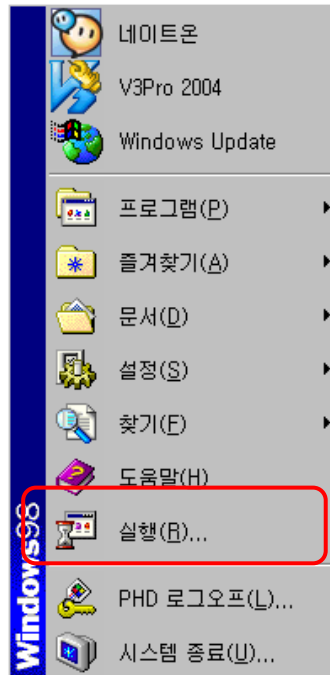 네이트온
V3Pro 2004
Windows Update
프로그램(P)
즐겨찾기(A)
문서(D)
설정(S)
찾기(F)
도움말(H)
실행(R)...
PHD 로그오프(L)...
시스템 종료(U)...
Windows98